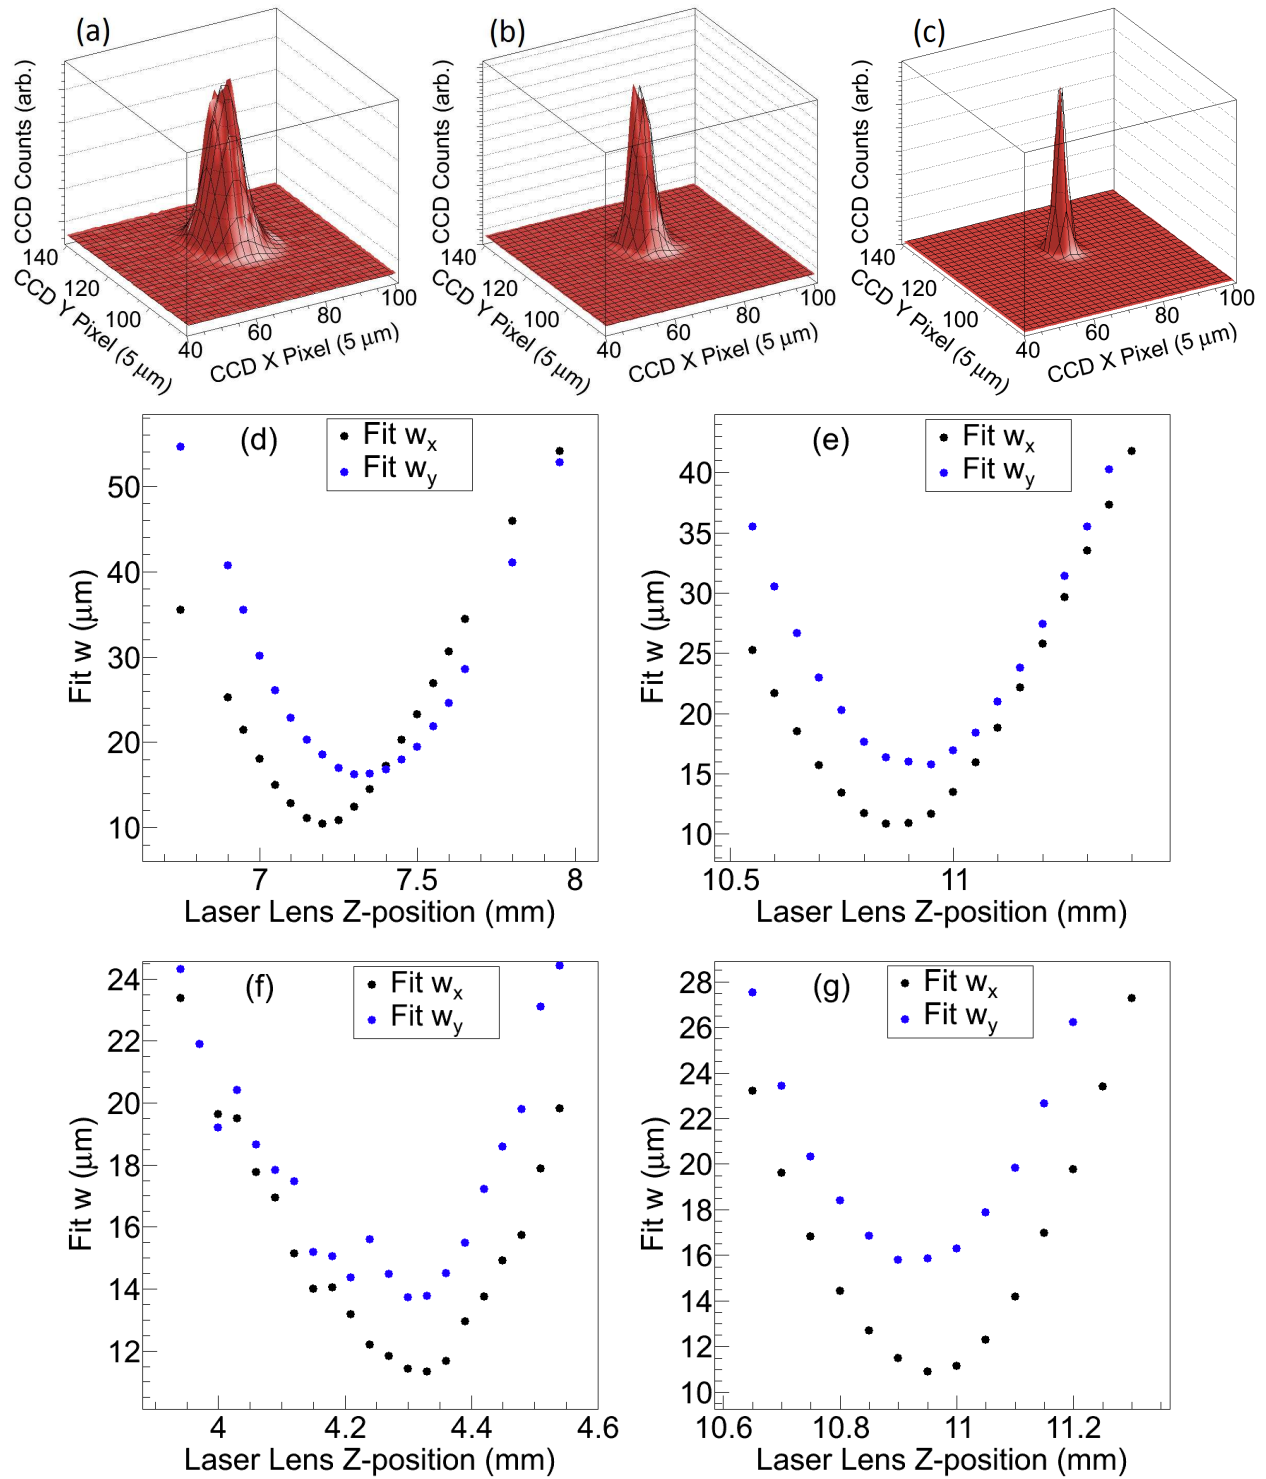 (a)
CCD Counts (arb.)
140
120
100
CCD Y Pixel (5 μm)
40
60
80
100
CCD X Pixel (5 μm)
(b)
CCD Counts (arb.)
140
120
100
CCD Y Pixel (5 μm)
40
60
80
100
CCD X Pixel (5 μm)
(c)
CCD Counts (arb.)
140
120
100
CCD Y Pixel (5 μm)
40
60
80
100
CCD X Pixel (5 μm)
(d)
Fit wx
Fit wy
50
40
30
20
10
Fit w (μm)
7 7.5 8
Laser Lens Z-position (mm)
(e)
Fit wx
Fit wy
40
35
30
25
20
15
10
Fit w (μm)
10.5 11
Laser Lens Z-position (mm)
(f)
Fit wx
Fit wy
24
22
20
18
16
14
12
Fit w (μm)
4 4.2 4.4 4.6
Laser Lens Z-position (mm)
(g)
Fit wx
Fit wy
28
26
24
22
20
18
16
14
12
10
Fit w (μm)
10.6 10.8 11 11.2
Laser Lens Z-position (mm)